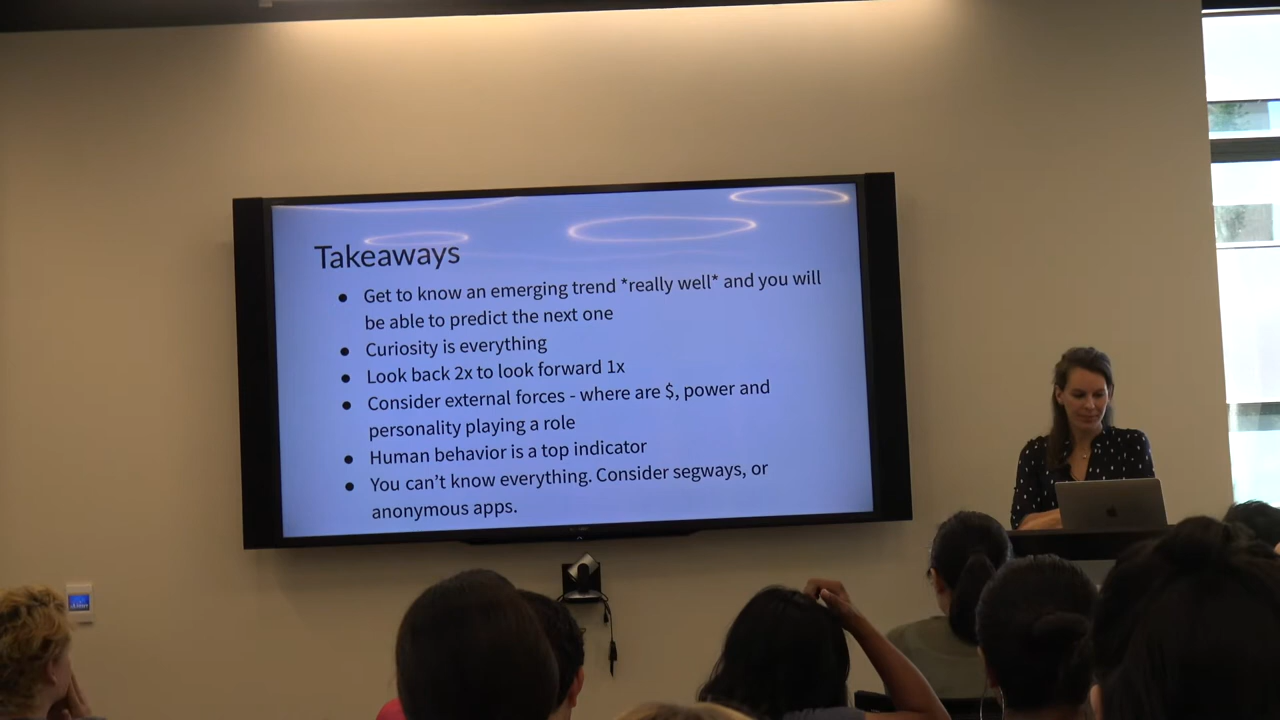 Takeaways
● Get to know an emerging trend *really well* and you will
be able to predict the next one
● Curiosity is everything
● Look back 2x to look forward 1x
● Consider external forces - where are $, power and
personality playing a role
● Human behavior is a top indicator
● You can't know everything. Consider segways, or
anonymous apps.